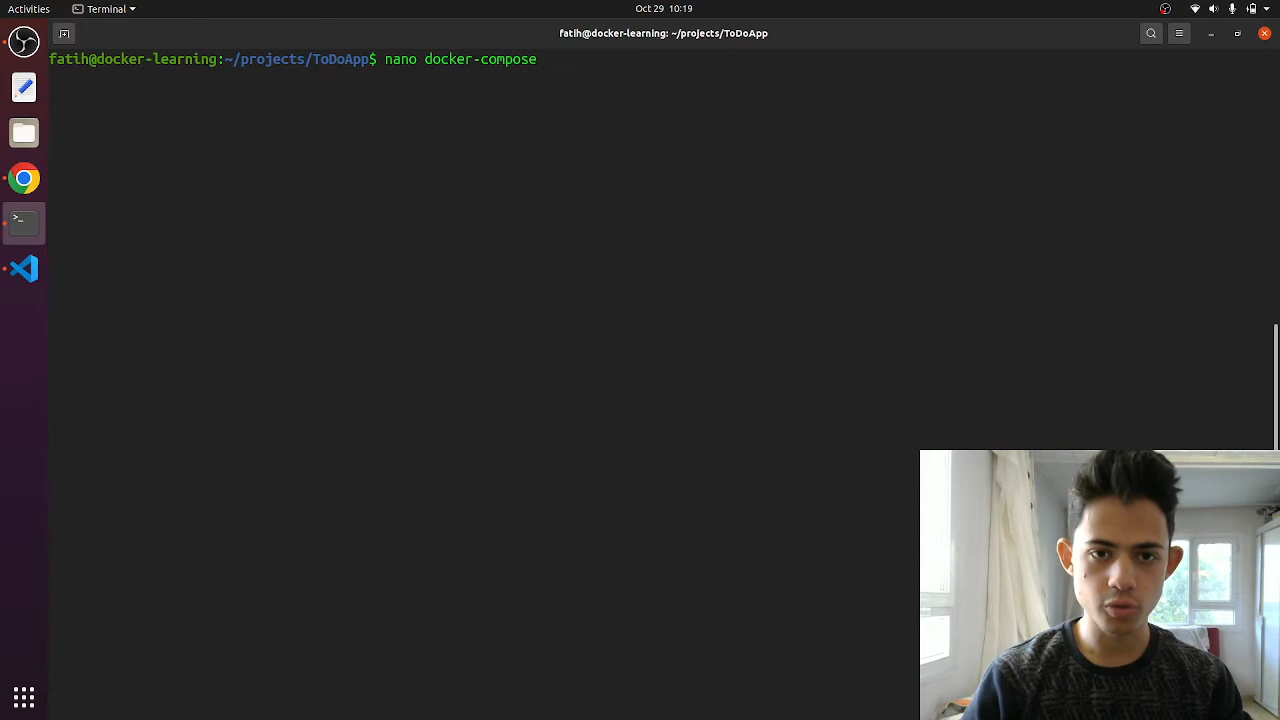 Activities
Terminal
Oct 29 10:19
fatih@docker-learning: ~/projects/ToDoApp
fatih@docker-learning:~/projects/ToDoApp$ nano docker-compose